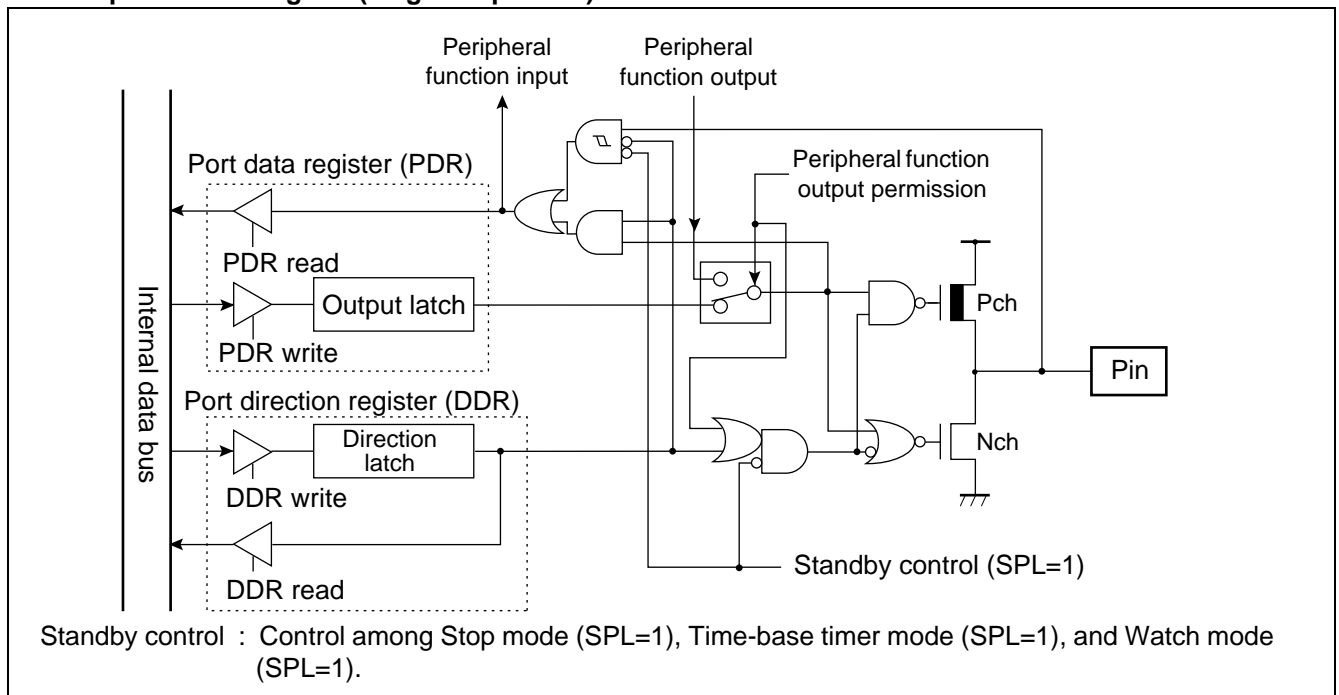 Peripheral
function input
Peripheral
function output
Port data register (PDR)
Peripheral function
output permission
PDR read
Output latch
PDR write
Pch
Pin
Internal data bus
Port direction register (DDR)
Direction
latch
Nch
DDR write
DDR read
Standby control (SPL=1)
Standby control : Control among Stop mode (SPL=1), Time-base timer mode (SPL=1), and Watch mode
(SPL=1).